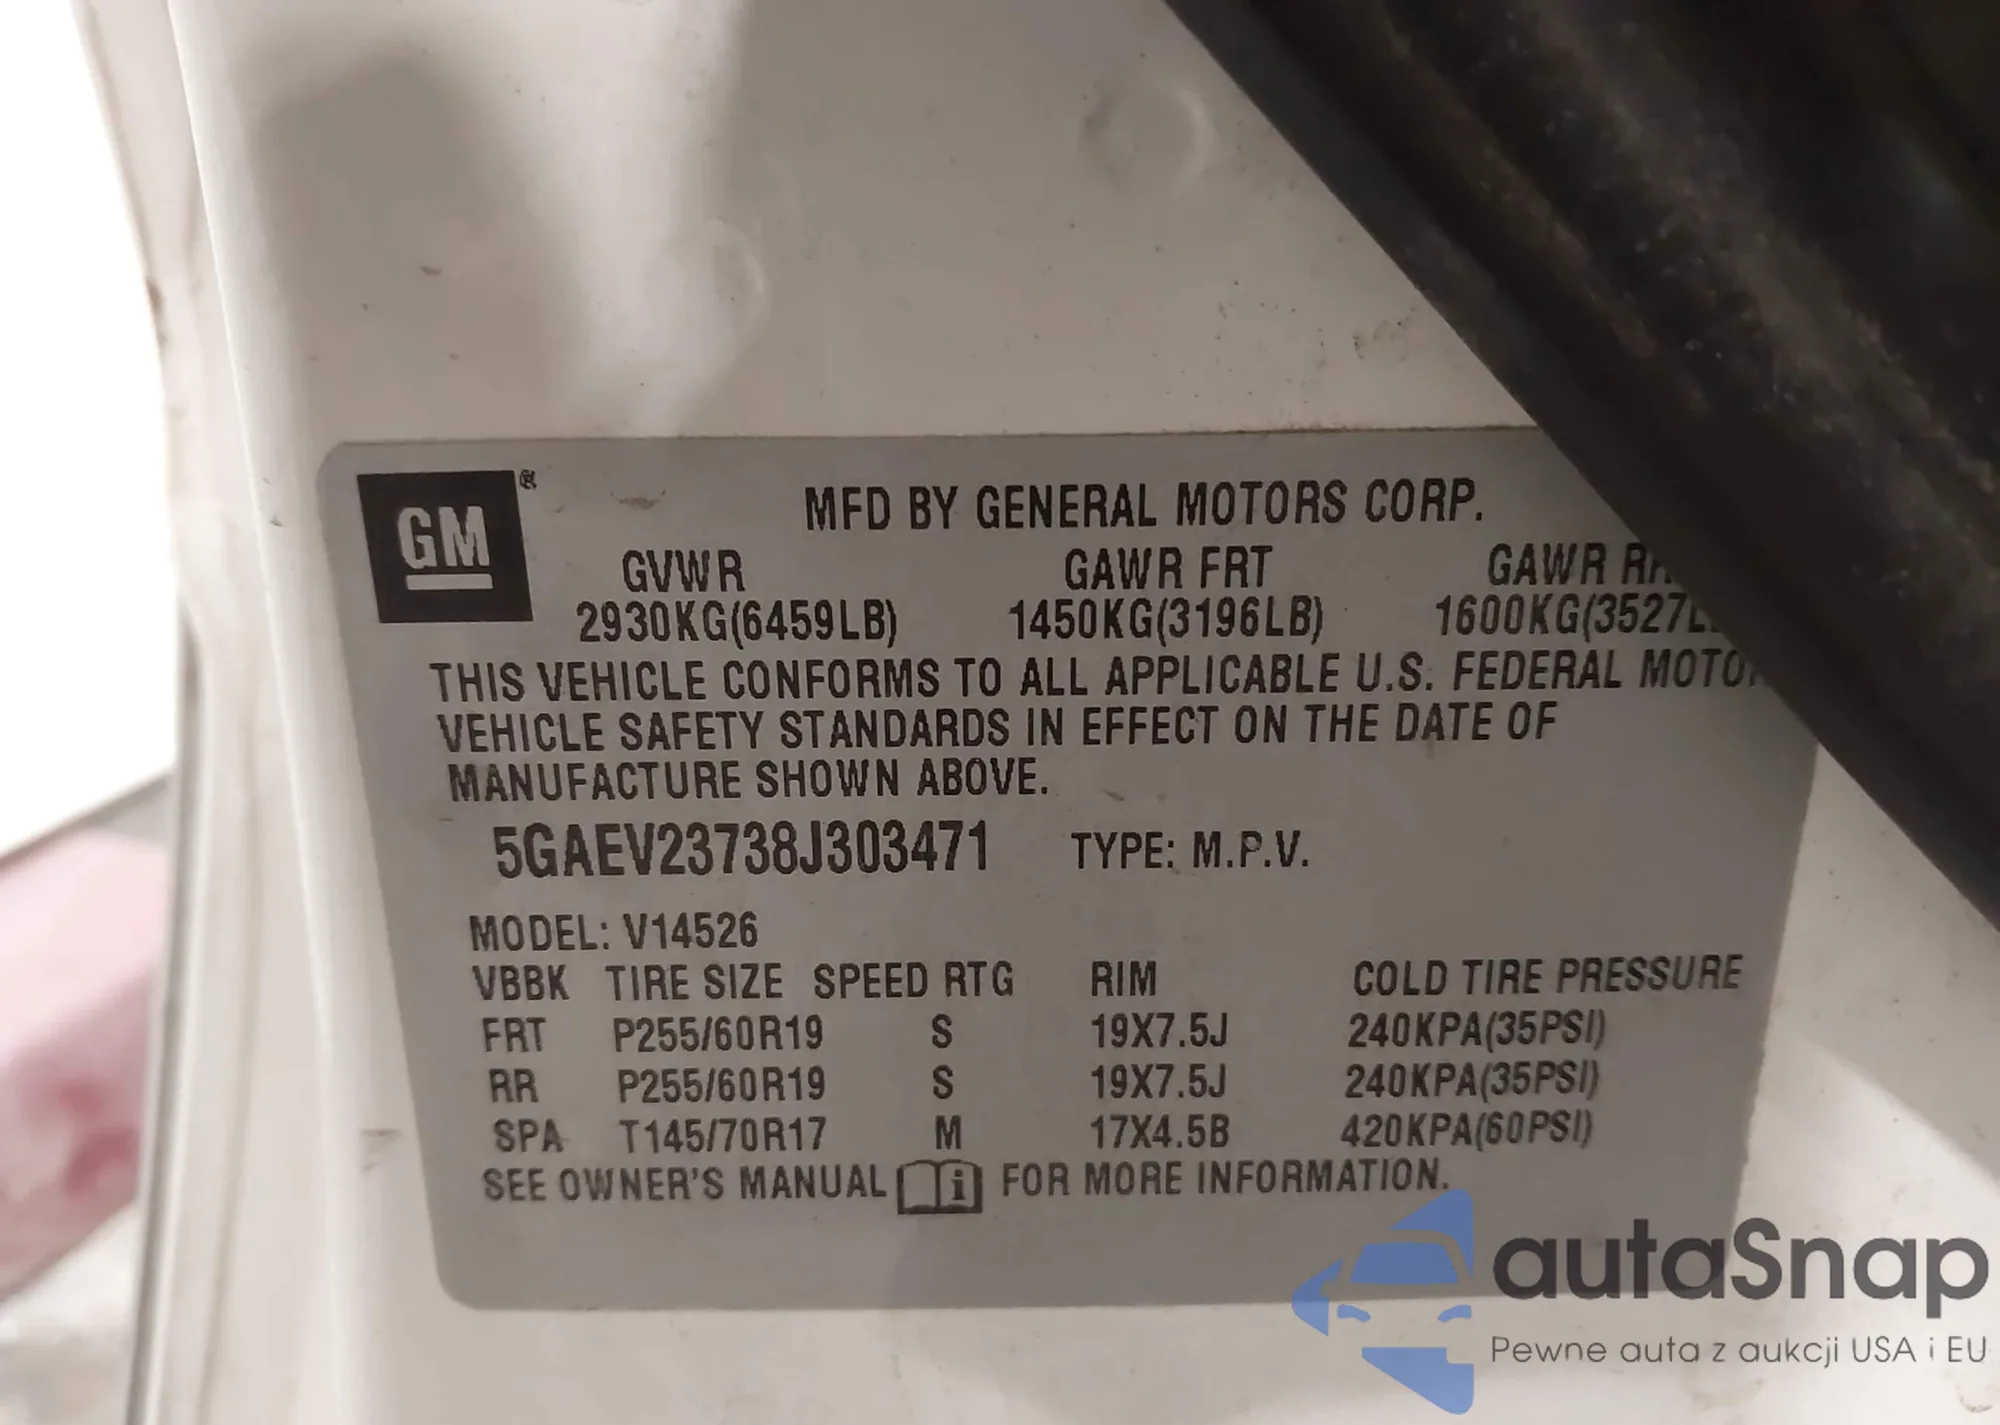 GM ®
MFD BY GENERAL MOTORS CORP.
GVWR GAWR FRT GAWR
2930KG(6459LB) 1450KG(3196LB) 1600KG(3527L
THIS VEHICLE CONFORMS TO ALL APPLICABLE U.S. FEDERAL MOTO
VEHICLE SAFETY STANDARDS IN EFFECT ON THE DATE OF
MANUFACTURE SHOWN ABOVE.
5GAEV23738J303471 TYPE: M.P.V.
MODEL: V14526
VBBK TIRE SIZE SPEED RTG RIM COLD TIRE PRESSURE
FRT P255/60R19 S 19X7.5J 240KPA(35PSI)
RR P255/60R19 S 19X7.5J 240KPA(35PSI)
SPA T145/70R17 M 17X4.5B 420KPA(60PSI)
SEE OWNER'S MANUAL i FOR MORE INFORMATION.
autaSnap
Pewne auta z aukcji USA i EU